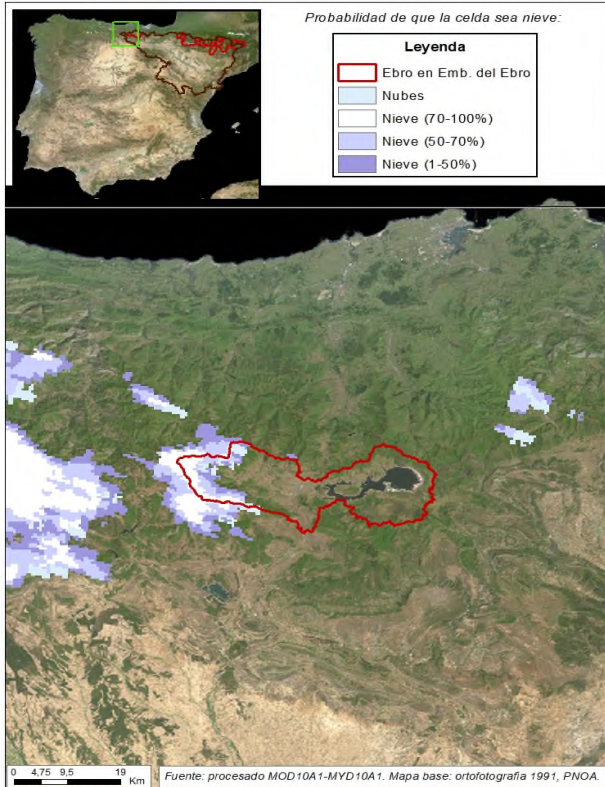 Probabilidad de que la celda sea nieve:
Leyenda
Ebro en Emb. del Ebro
Nubes
Nieve (70-100%)
Nieve (50-70%)
Nieve (1-50%)
0 4,75 9,5 19
Km
Fuente: procesado MOD10A1-MYD10A1. Mapa base: ortofotografía 1991, PNOA.